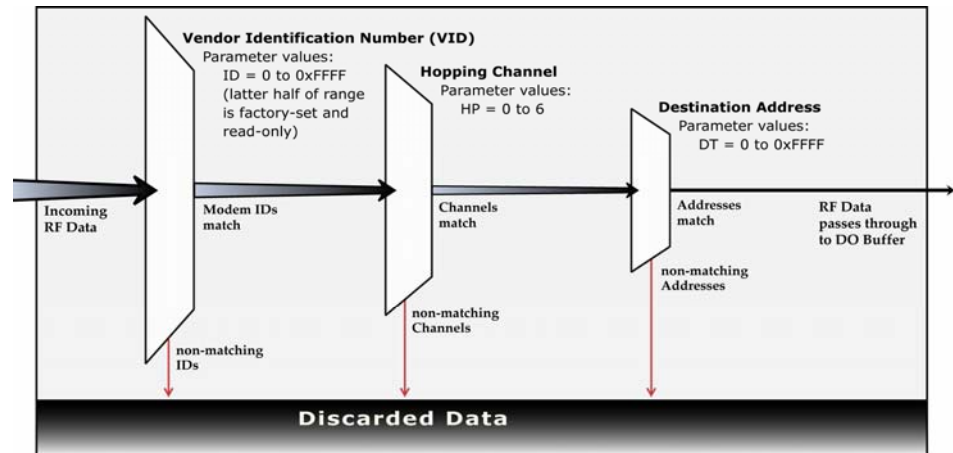 Vendor Identification Number (VID)
Parameter values:
ID = 0 to 0xFFFF
(latter half of range
is factory-set and
read-only)
Hopping Channel
Parameter values:
HP = 0 to 6
Destination Address
Parameter values:
DT = 0 to 0xFFFF
Incoming
RF Data
Modem IDs
match
Channels
match
Addresses
match
RF Data
passes through
to DO Buffer
non-matching
IDs
non-matching
Channels
non-matching
Addresses
Discarded Data